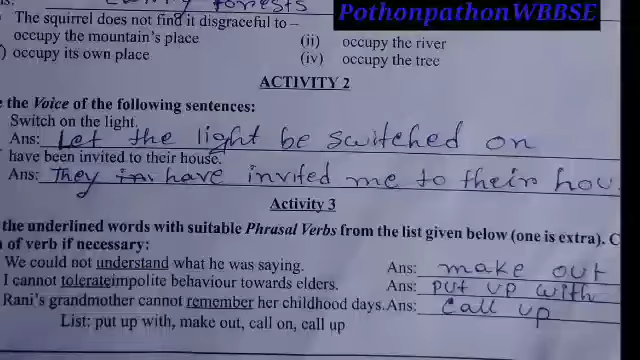 forests
Pothonpathon WBBSE
The squirrel does not find it disgraceful to –
occupy the mountain's place (ii) occupy the river
) occupy its own place (iv) occupy the tree
ACTIVITY 2
e the Voice of the following sentences:
Switch on the light.
Ans: Let the light be switched on
have been invited to their house.
Ans: They have invited me to their hou
Activity 3
the underlined words with suitable Phrasal Verbs from the list given below (one is extra). C
n of verb if necessary:
We could not understand what he was saying. Ans: make out
I cannot tolerate impolite behaviour towards elders. Ans: put up with
Rani's grandmother cannot remember her childhood days. Ans: call up
List: put up with, make out, call on, call up